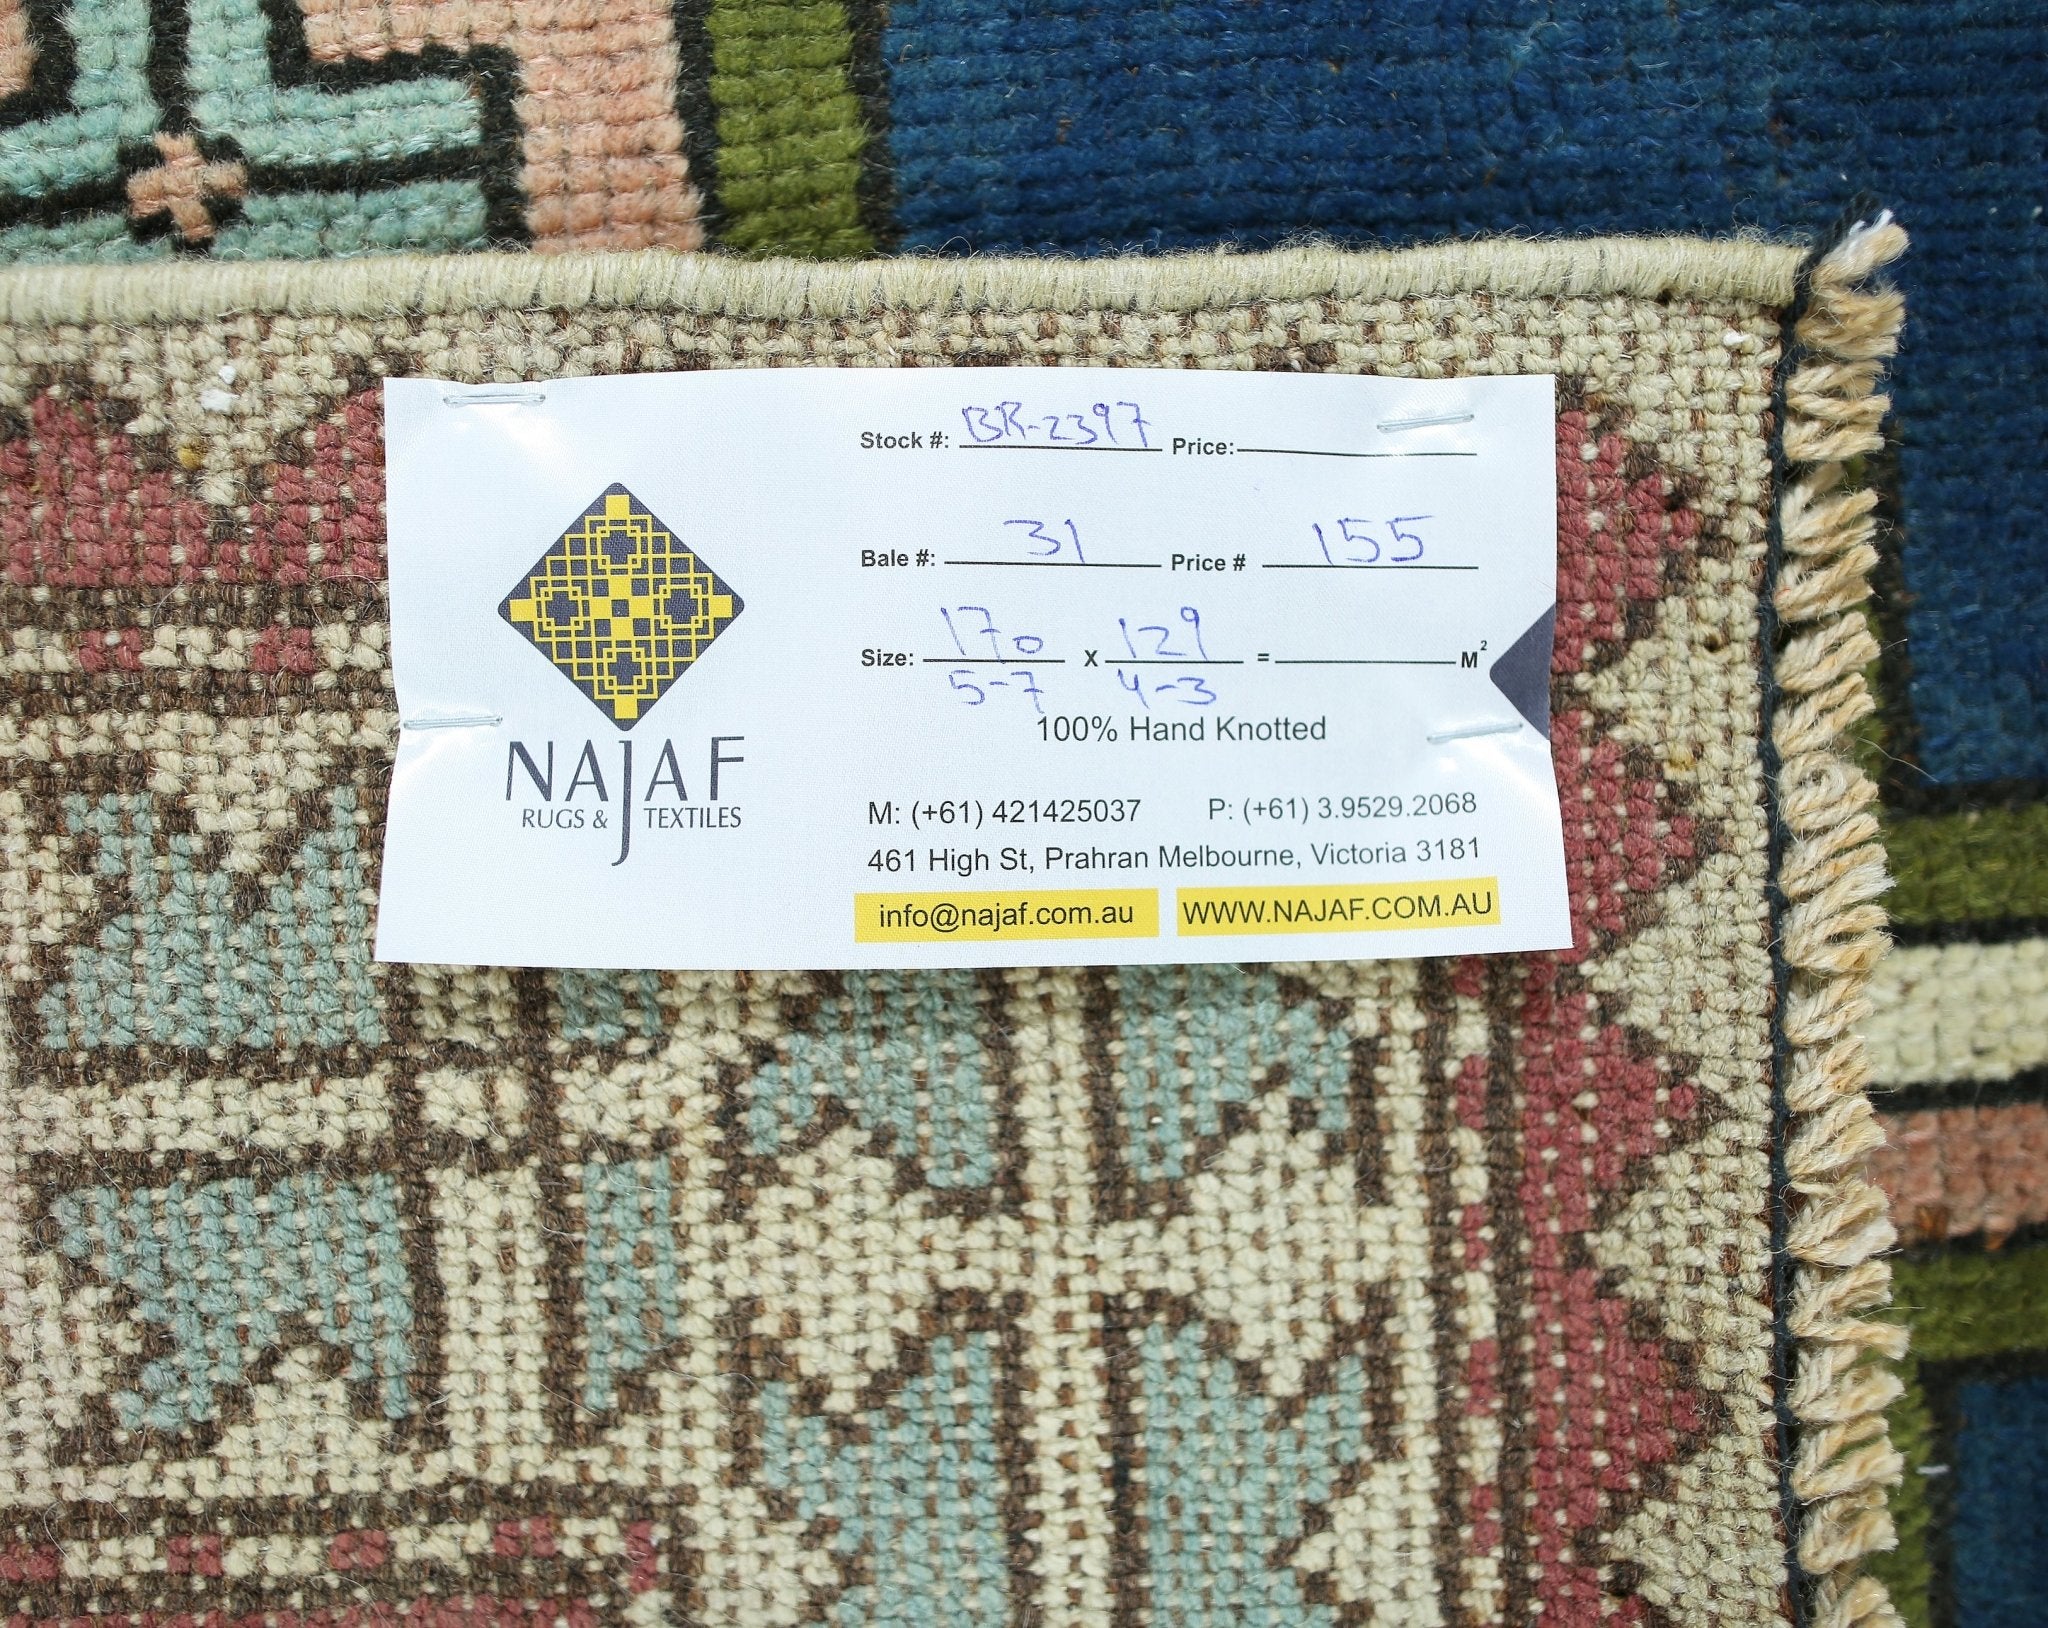 NAJAF
RUGS & TEXTILES
Stock #: BR-2397 Price:
Bale #: 31 Price # 155
Size: 170 X 129 = M²
5-7 4-3
100% Hand Knotted
M: (+61) 421425037 P: (+61) 3.9529.2068
461 High St, Prahran Melbourne, Victoria 3181
info@najaf.com.au WWW.NAJAF.COM.AU